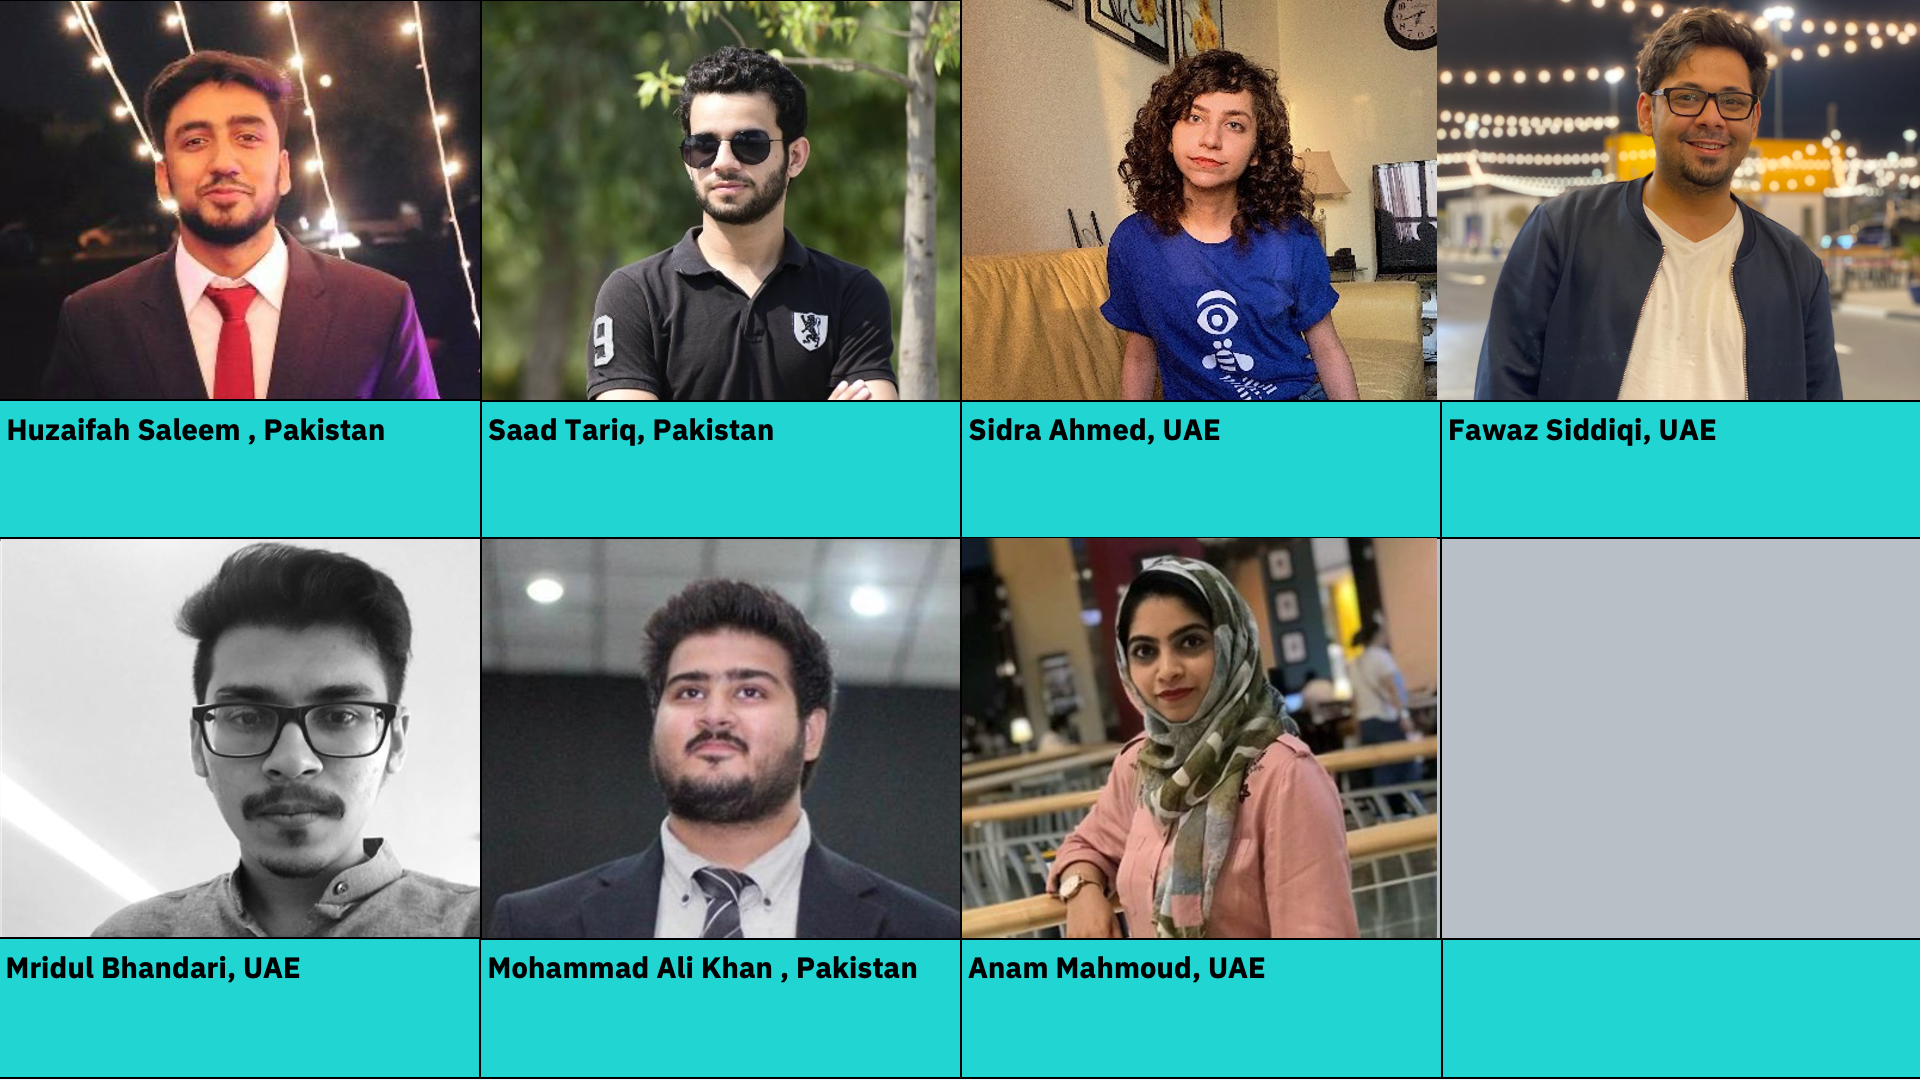 Huzaifah Saleem , Pakistan
Saad Tariq, Pakistan
Sidra Ahmed, UAE
Fawaz Siddiqi, UAE
9
Mridul Bhandari, UAE
Mohammad Ali Khan , Pakistan
Anam Mahmoud, UAE